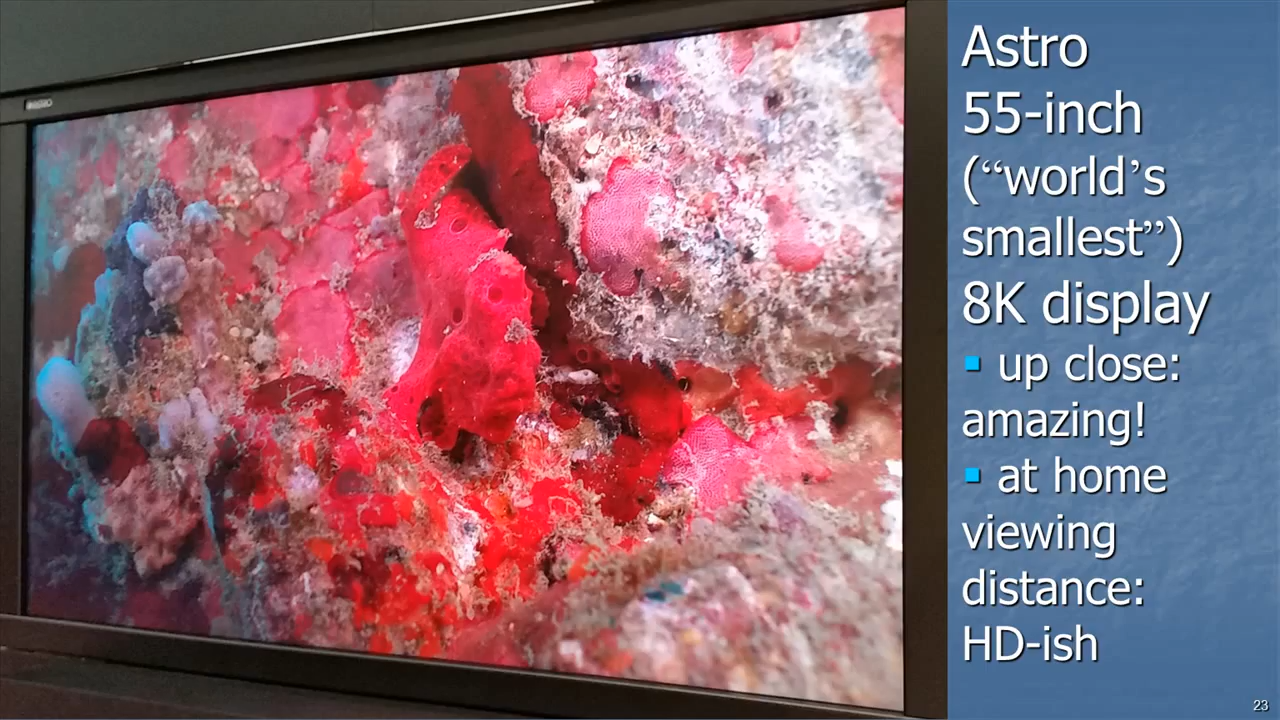 Astro
55-inch
(“world’s
smallest”)
8K display
▪ up close:
amazing!
▪ at home
viewing
distance:
HD-ish
23